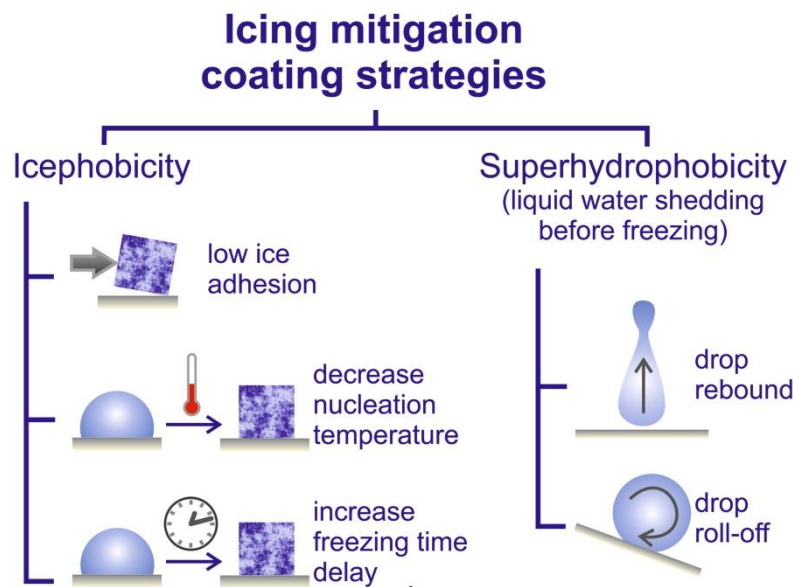 Icing mitigation
coating strategies
Icephobicity
low ice
adhesion
decrease
nucleation
temperature
increase
freezing time
delay
Superhydrophobicity
(liquid water shedding
before freezing)
drop
rebound
drop
roll-off